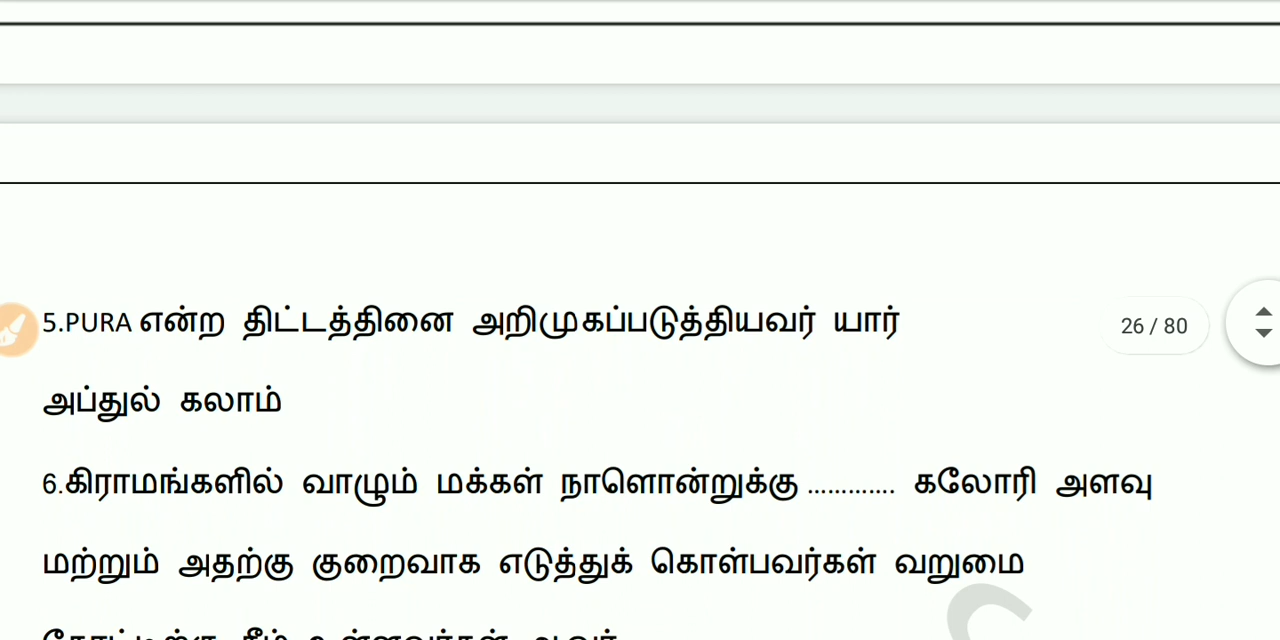 5.PURA என்ற திட்டத்தினை அறிமுகப்படுத்தியவர் யார்
26 / 80
அப்துல் கலாம்
6.கிராமங்களில் வாழும் மக்கள் நாளொன்றுக்கு ............. கலோரி அளவு
மற்றும் அதற்கு குறைவாக எடுத்துக் கொள்பவர்கள் வறுமை